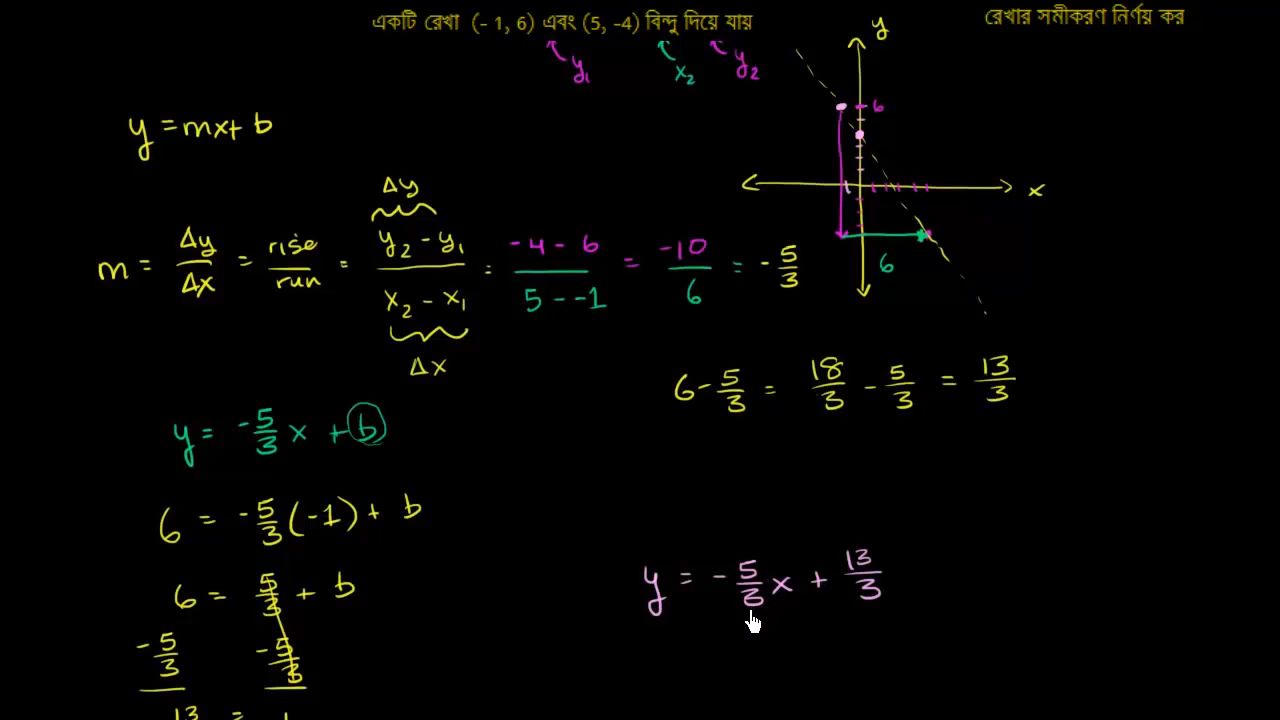 একটি রেখা (- 1, 6) এবং (5, -4) বিন্দু দিয়ে যায়
রেখার সমীকরণ নির্ণয় কর
y₁ x₂ y₂
y
6
x
6
y = mx + b
Δy
m = Δy/Δx = rise/run = (y₂ - y₁)/(x₂ - x₁) = (-4 - 6)/(5 - -1) = -10/6 = -5/3
Δx
6 - 5/3 = 18/3 - 5/3 = 13/3
y = -5/3 x + b
6 = -5/3 (-1) + b
6 = 5/3 + b
-5/3 -5/3
13 =
y = -5/3 x + 13/3